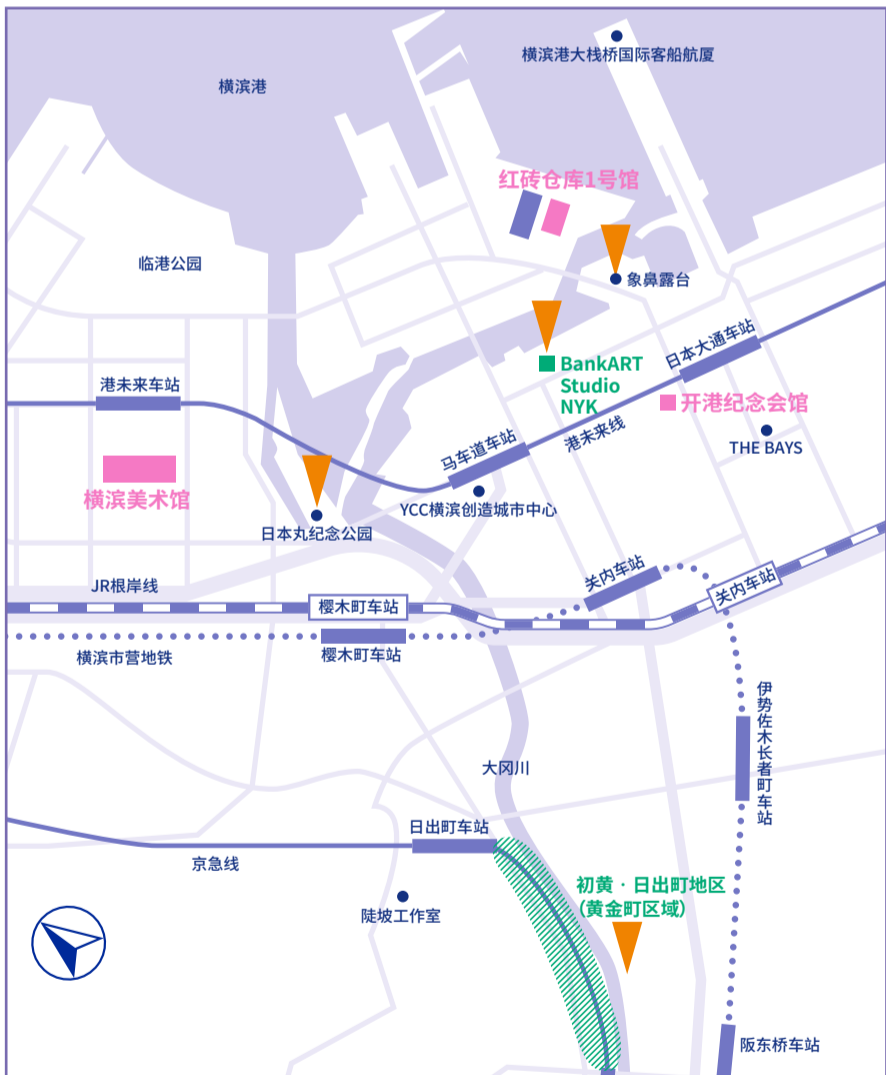 横滨港大栈桥国际客船航厦
横滨港
红砖仓库1号馆
临港公园
象鼻露台
日本大通车站
BankART
Studio
NYK
港未来车站
开港纪念会馆
港未来线
马车道车站
THE BAYS
横滨美术馆
YCC横滨创造城市中心
日本丸纪念公园
关内车站
关内车站
JR根岸线
樱木町车站
樱木町车站
横滨市营地铁
伊势佐木长者町车站
大冈川
日出町车站
京急线
初黄・日出町地区
（黄金町区域）
陡坡工作室
阪东桥车站